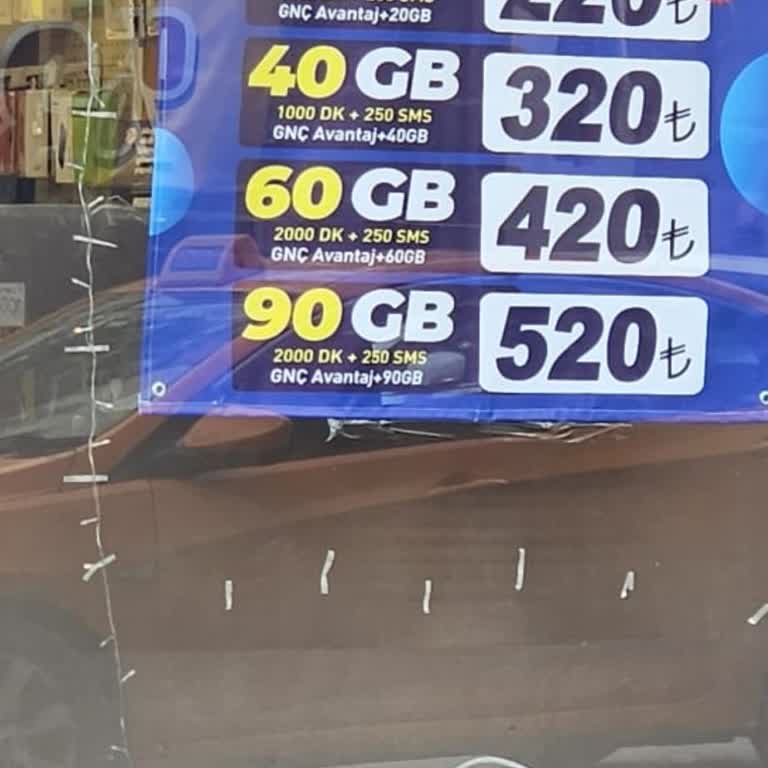 GNÇ Avantaj+20GB
220₺
40 GB
1000 DK + 250 SMS
GNÇ Avantaj+40GB
320₺
60 GB
2000 DK + 250 SMS
GNÇ Avantaj+60GB
420₺
90 GB
2000 DK + 250 SMS
GNÇ Avantaj+90GB
520₺